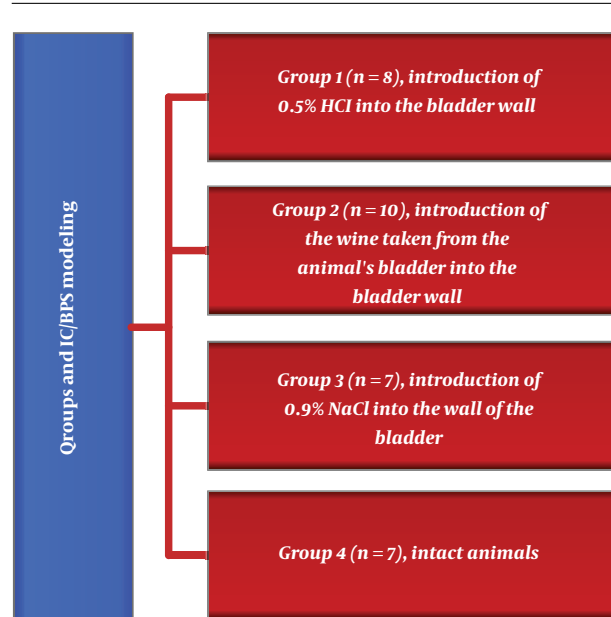 Qroups and IC/BPS modeling
Group 1 (n = 8), introduction of
0.5% HCI into the bladder wall
Group 2 (n = 10), introduction of
the wine taken from the
animal's bladder into the
bladder wall
Group 3 (n = 7), introduction of
0.9% NaCl into the wall of the
bladder
Group 4 (n = 7), intact animals